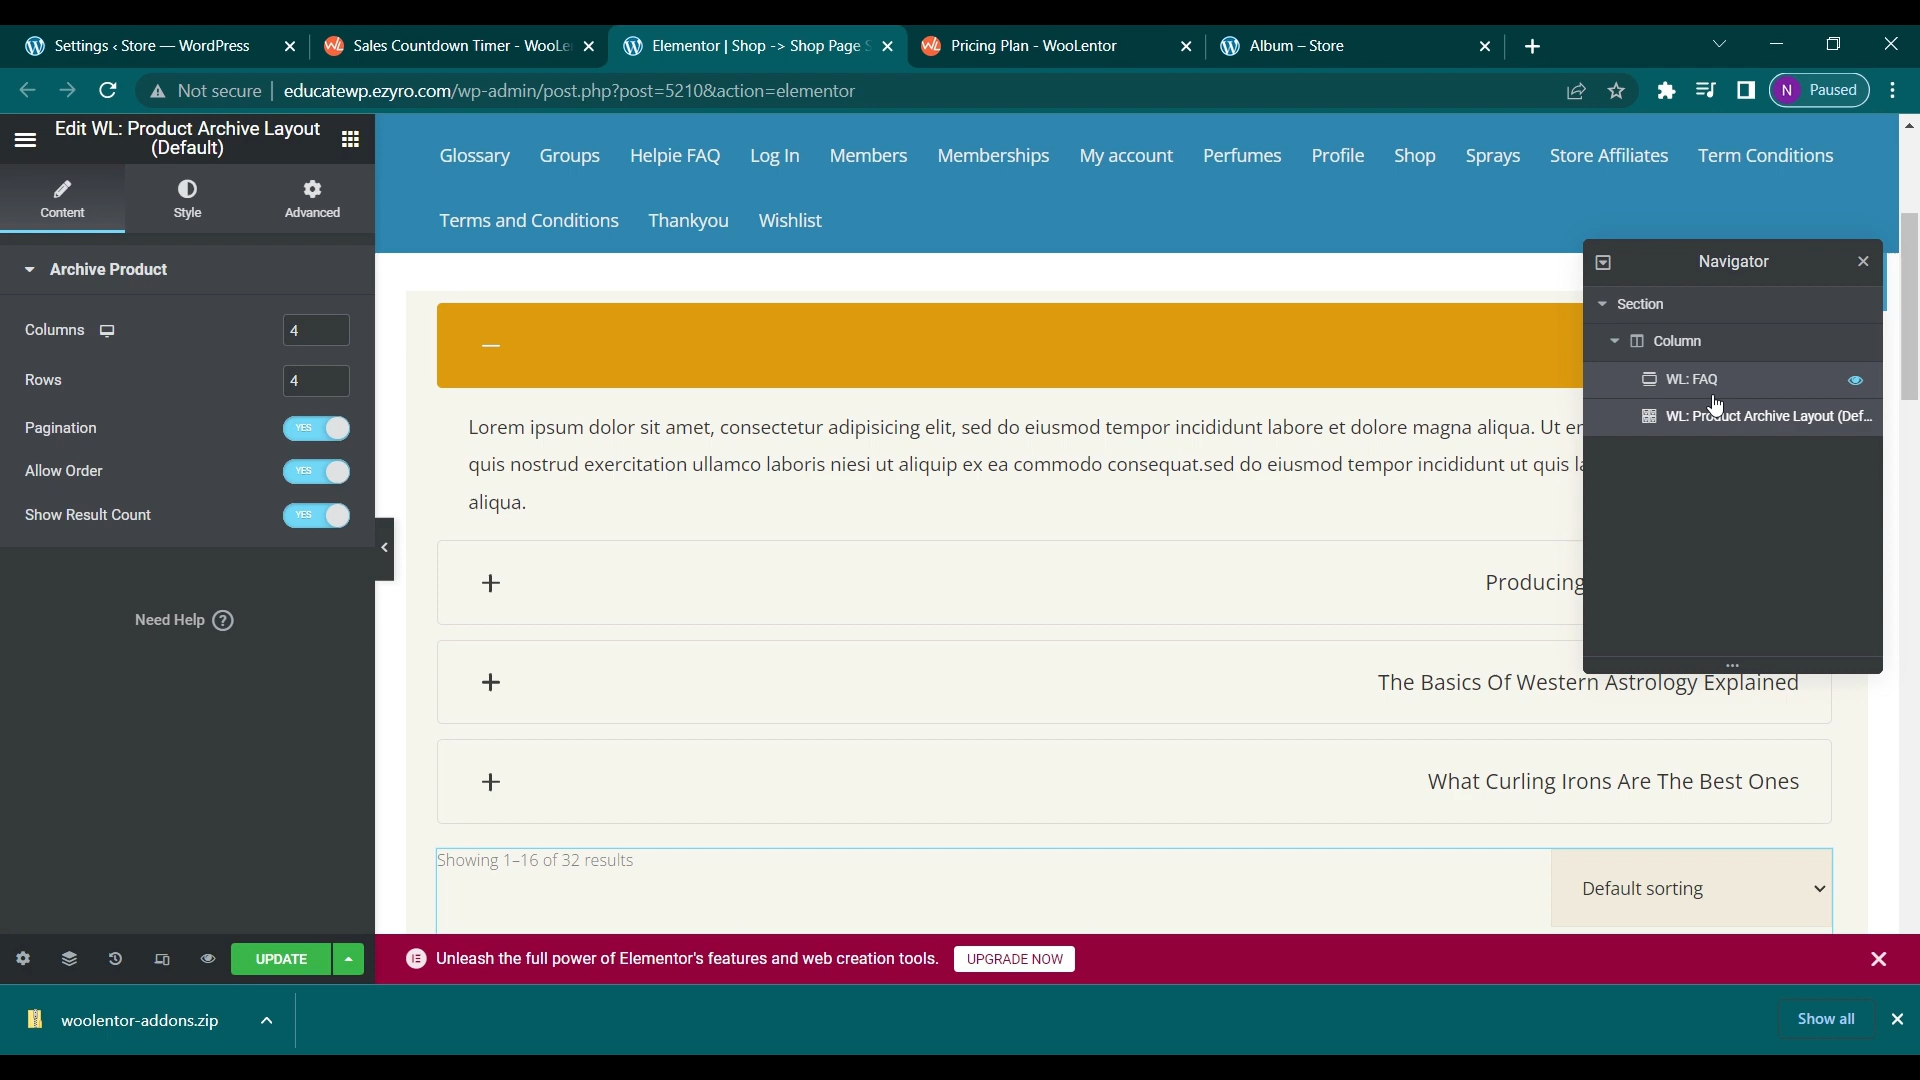 Settings ‹ Store — WordPress
Sales Countdown Timer - WooLe
Elementor | Shop -> Shop Page S
Pricing Plan - WooLentor
Album – Store
Not secure
educatewp.ezyro.com/wp-admin/post.php?post=5210&action=elementor
N
Paused
Edit WL: Product Archive Layout
(Default)
Content
Style
Advanced
Archive Product
Columns
4
Rows
4
Pagination
YES
Allow Order
YES
Show Result Count
YES
Need Help ?
UPDATE
Glossary
Groups
Helpie FAQ
Log In
Members
Memberships
My account
Perfumes
Profile
Shop
Sprays
Store Affiliates
Term Conditions
Terms and Conditions
Thankyou
Wishlist
Navigator
Section
Column
WL: FAQ
WL: Product Archive Layout (Def...
Lorem ipsum dolor sit amet, consectetur adipisicing elit, sed do eiusmod tempor incididunt labore et dolore magna aliqua. Ut
quis nostrud exercitation ullamco laboris niesi ut aliquip ex ea commodo consequat.sed do eiusmod tempor incididunt ut quis
aliqua.
Producing
The Basics Of Western Astrology Explained
What Curling Irons Are The Best Ones
Showing 1–16 of 32 results
Default sorting
Unleash the full power of Elementor's features and web creation tools.
UPGRADE NOW
woolentor-addons.zip
Show all